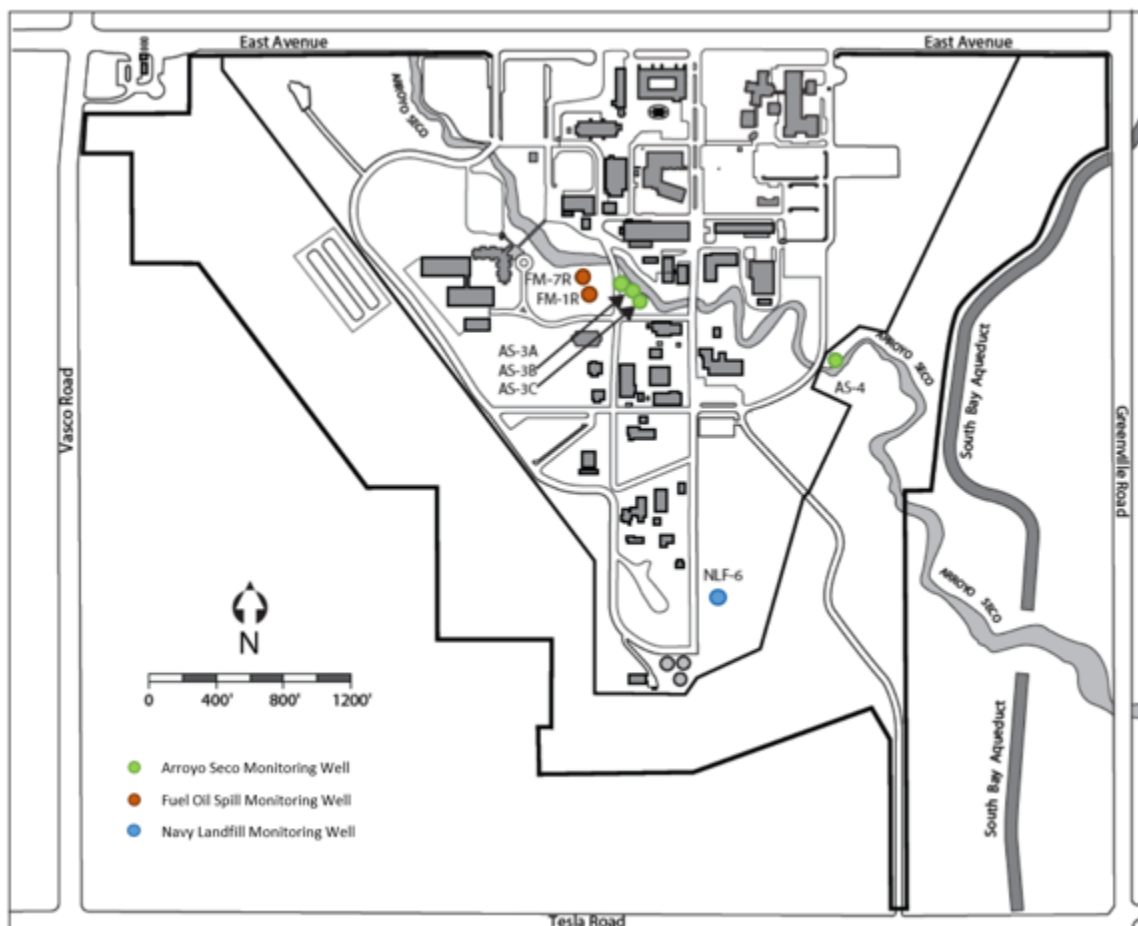 East Avenue
East Avenue
ARROYO SECO
FM-7R
FM-1R
AS-3A
AS-3B
AS-3C
ARROYO SECO
AS-4
South Bay Aqueduct
Vasco Road
Greenville Road
NLF-6
ARROYO SECO
N
0 400' 800' 1200'
South Bay Aqueduct
Arroyo Seco Monitoring Well
Fuel Oil Spill Monitoring Well
Navy Landfill Monitoring Well
Tesla Road